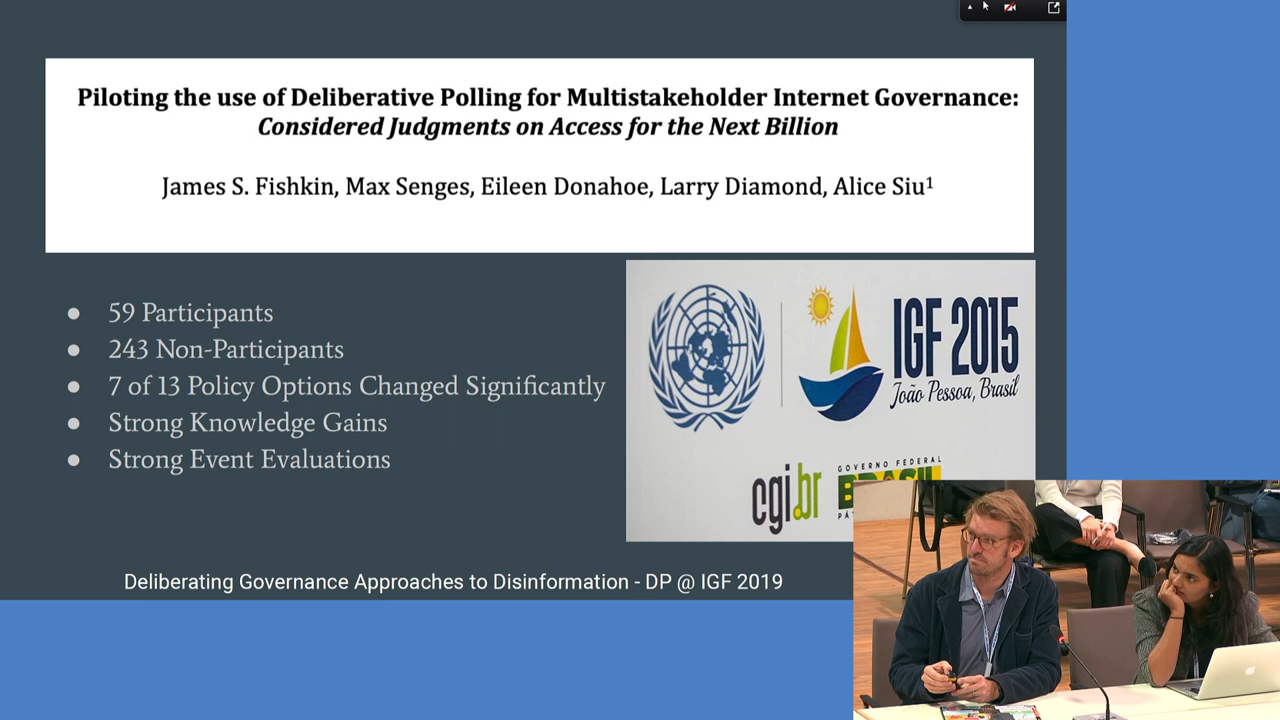 Piloting the use of Deliberative Polling for Multistakeholder Internet Governance:
Considered Judgments on Access for the Next Billion
James S. Fishkin, Max Senges, Eileen Donahoe, Larry Diamond, Alice Siu¹
● 59 Participants
● 243 Non-Participants
● 7 of 13 Policy Options Changed Significantly
● Strong Knowledge Gains
● Strong Event Evaluations
IGF 2015
João Pessoa, Brasil
cgi.br
GOVERNO FEDERAL
BRASIL
Deliberating Governance Approaches to Disinformation - DP @ IGF 2019